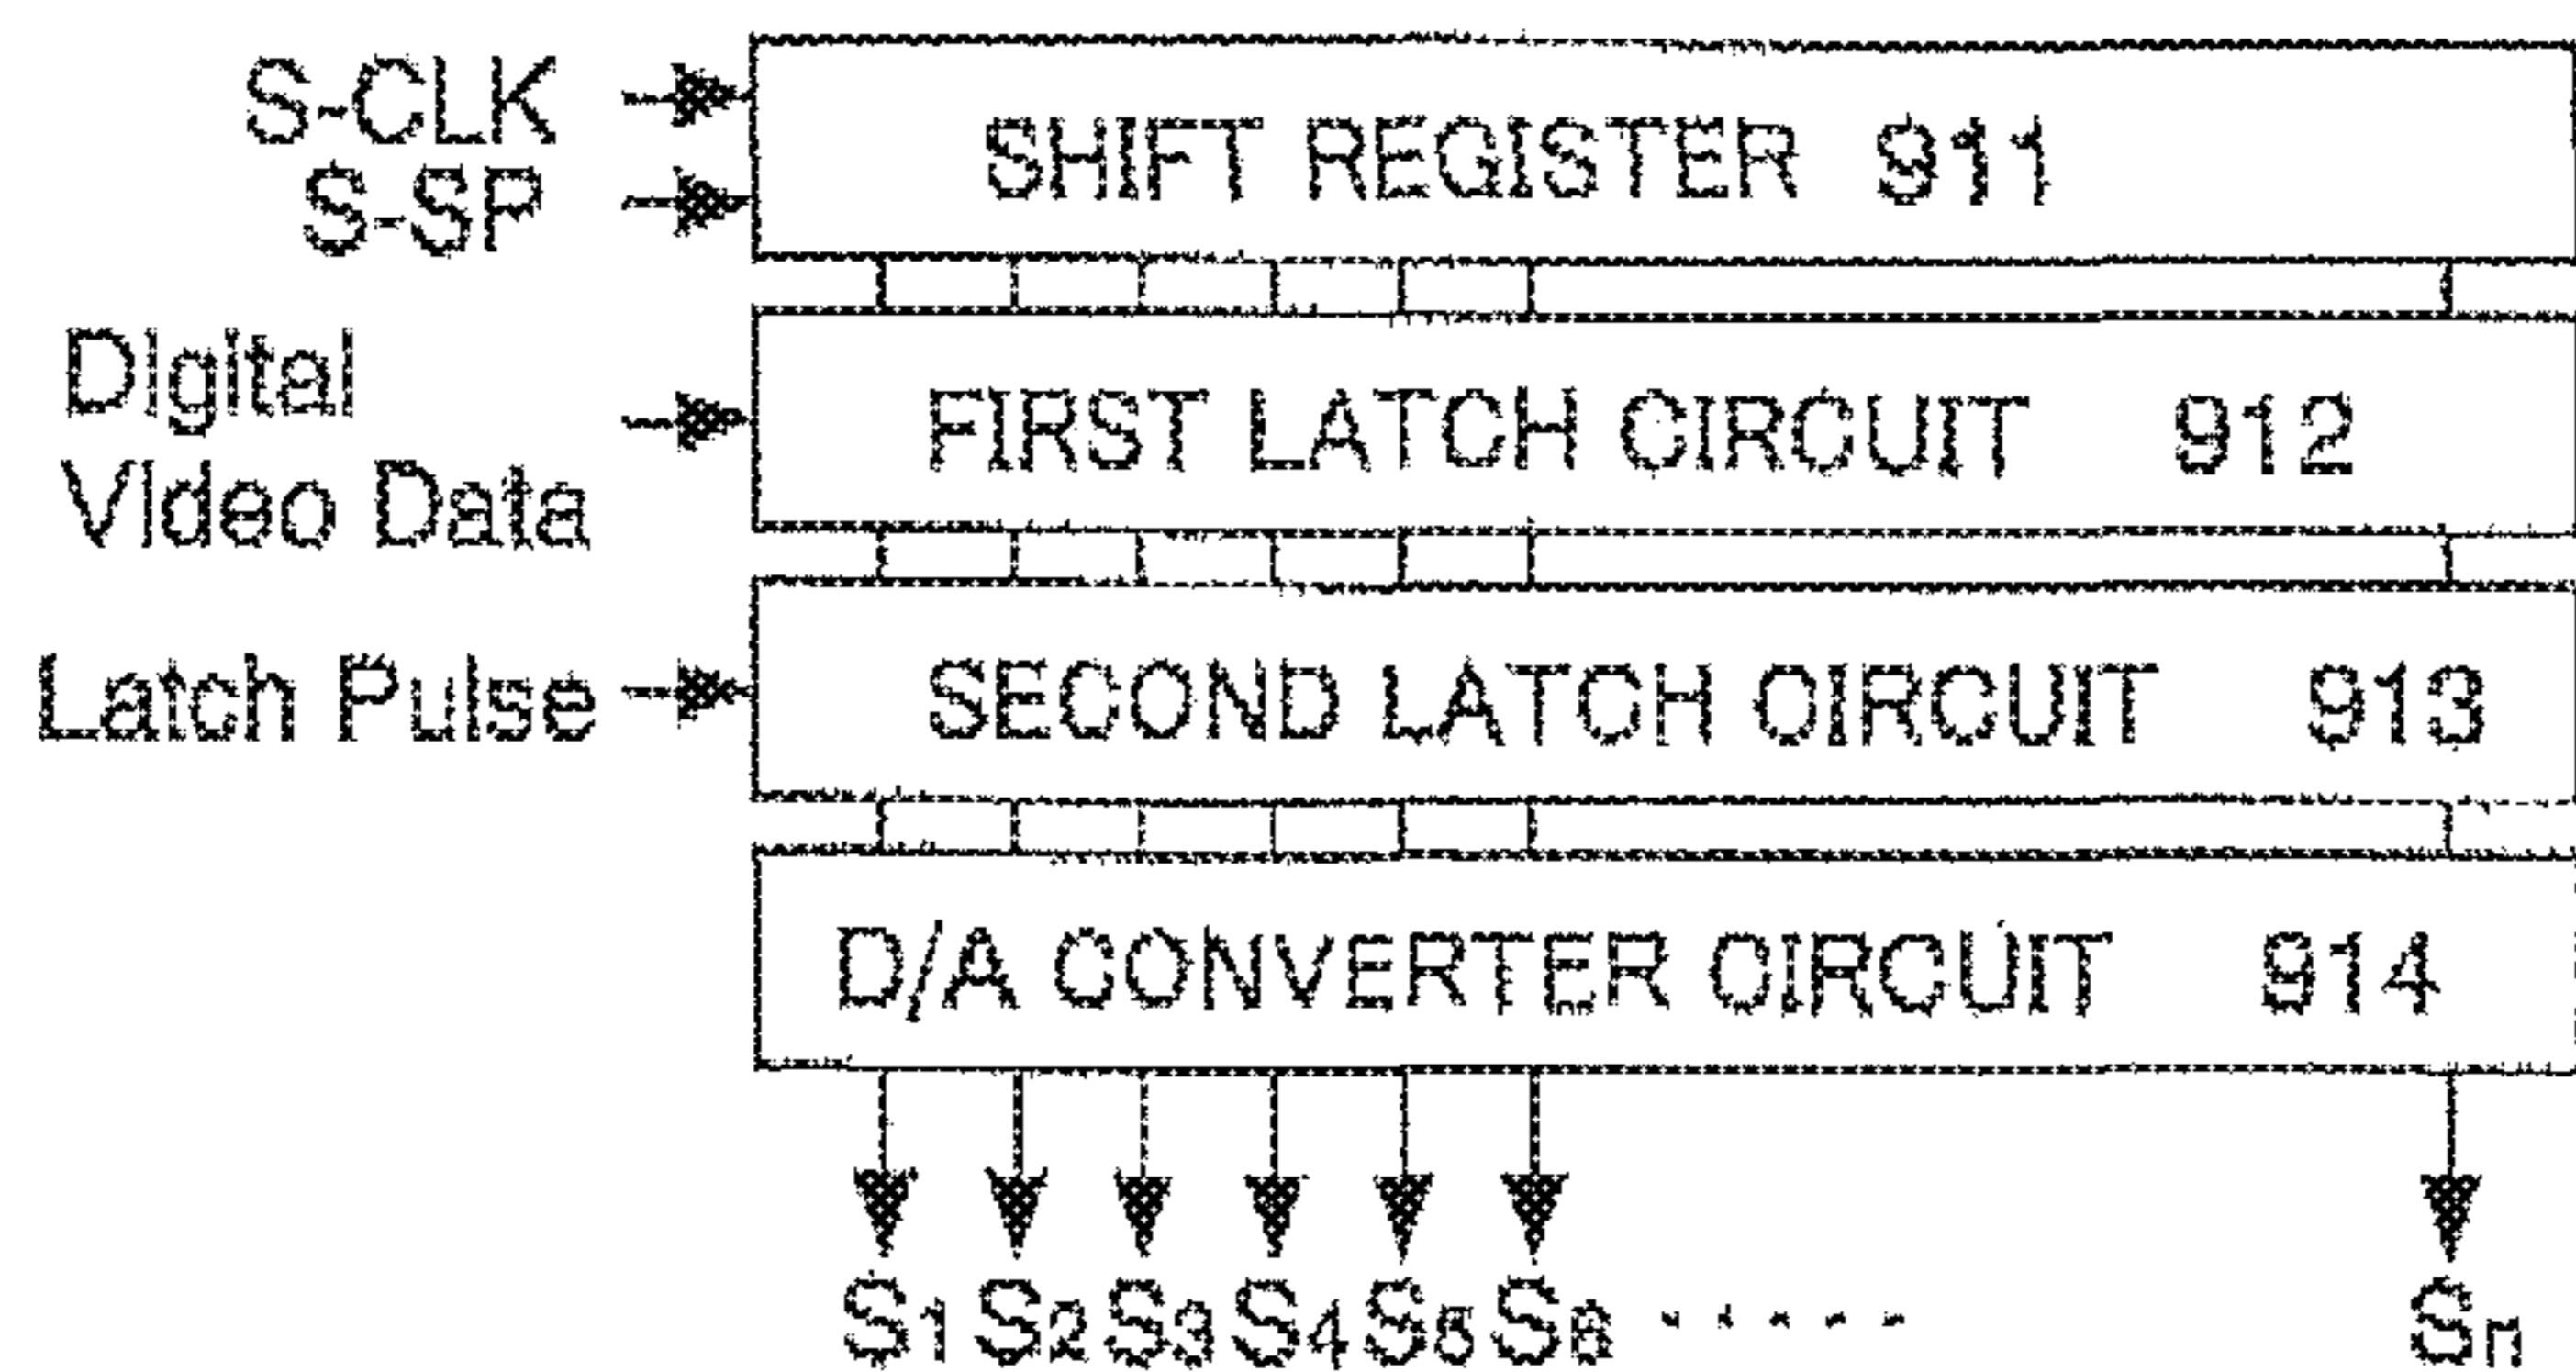 S-CLK
S-SP
SHIFT REGISTER 911
Digital
Video Data
FIRST LATCH CIRCUIT 912
Latch Pulse
SECOND LATCH CIRCUIT 913
D/A CONVERTER CIRCUIT 914
S1 S2 S3 S4 S5 S6 ----- Sn